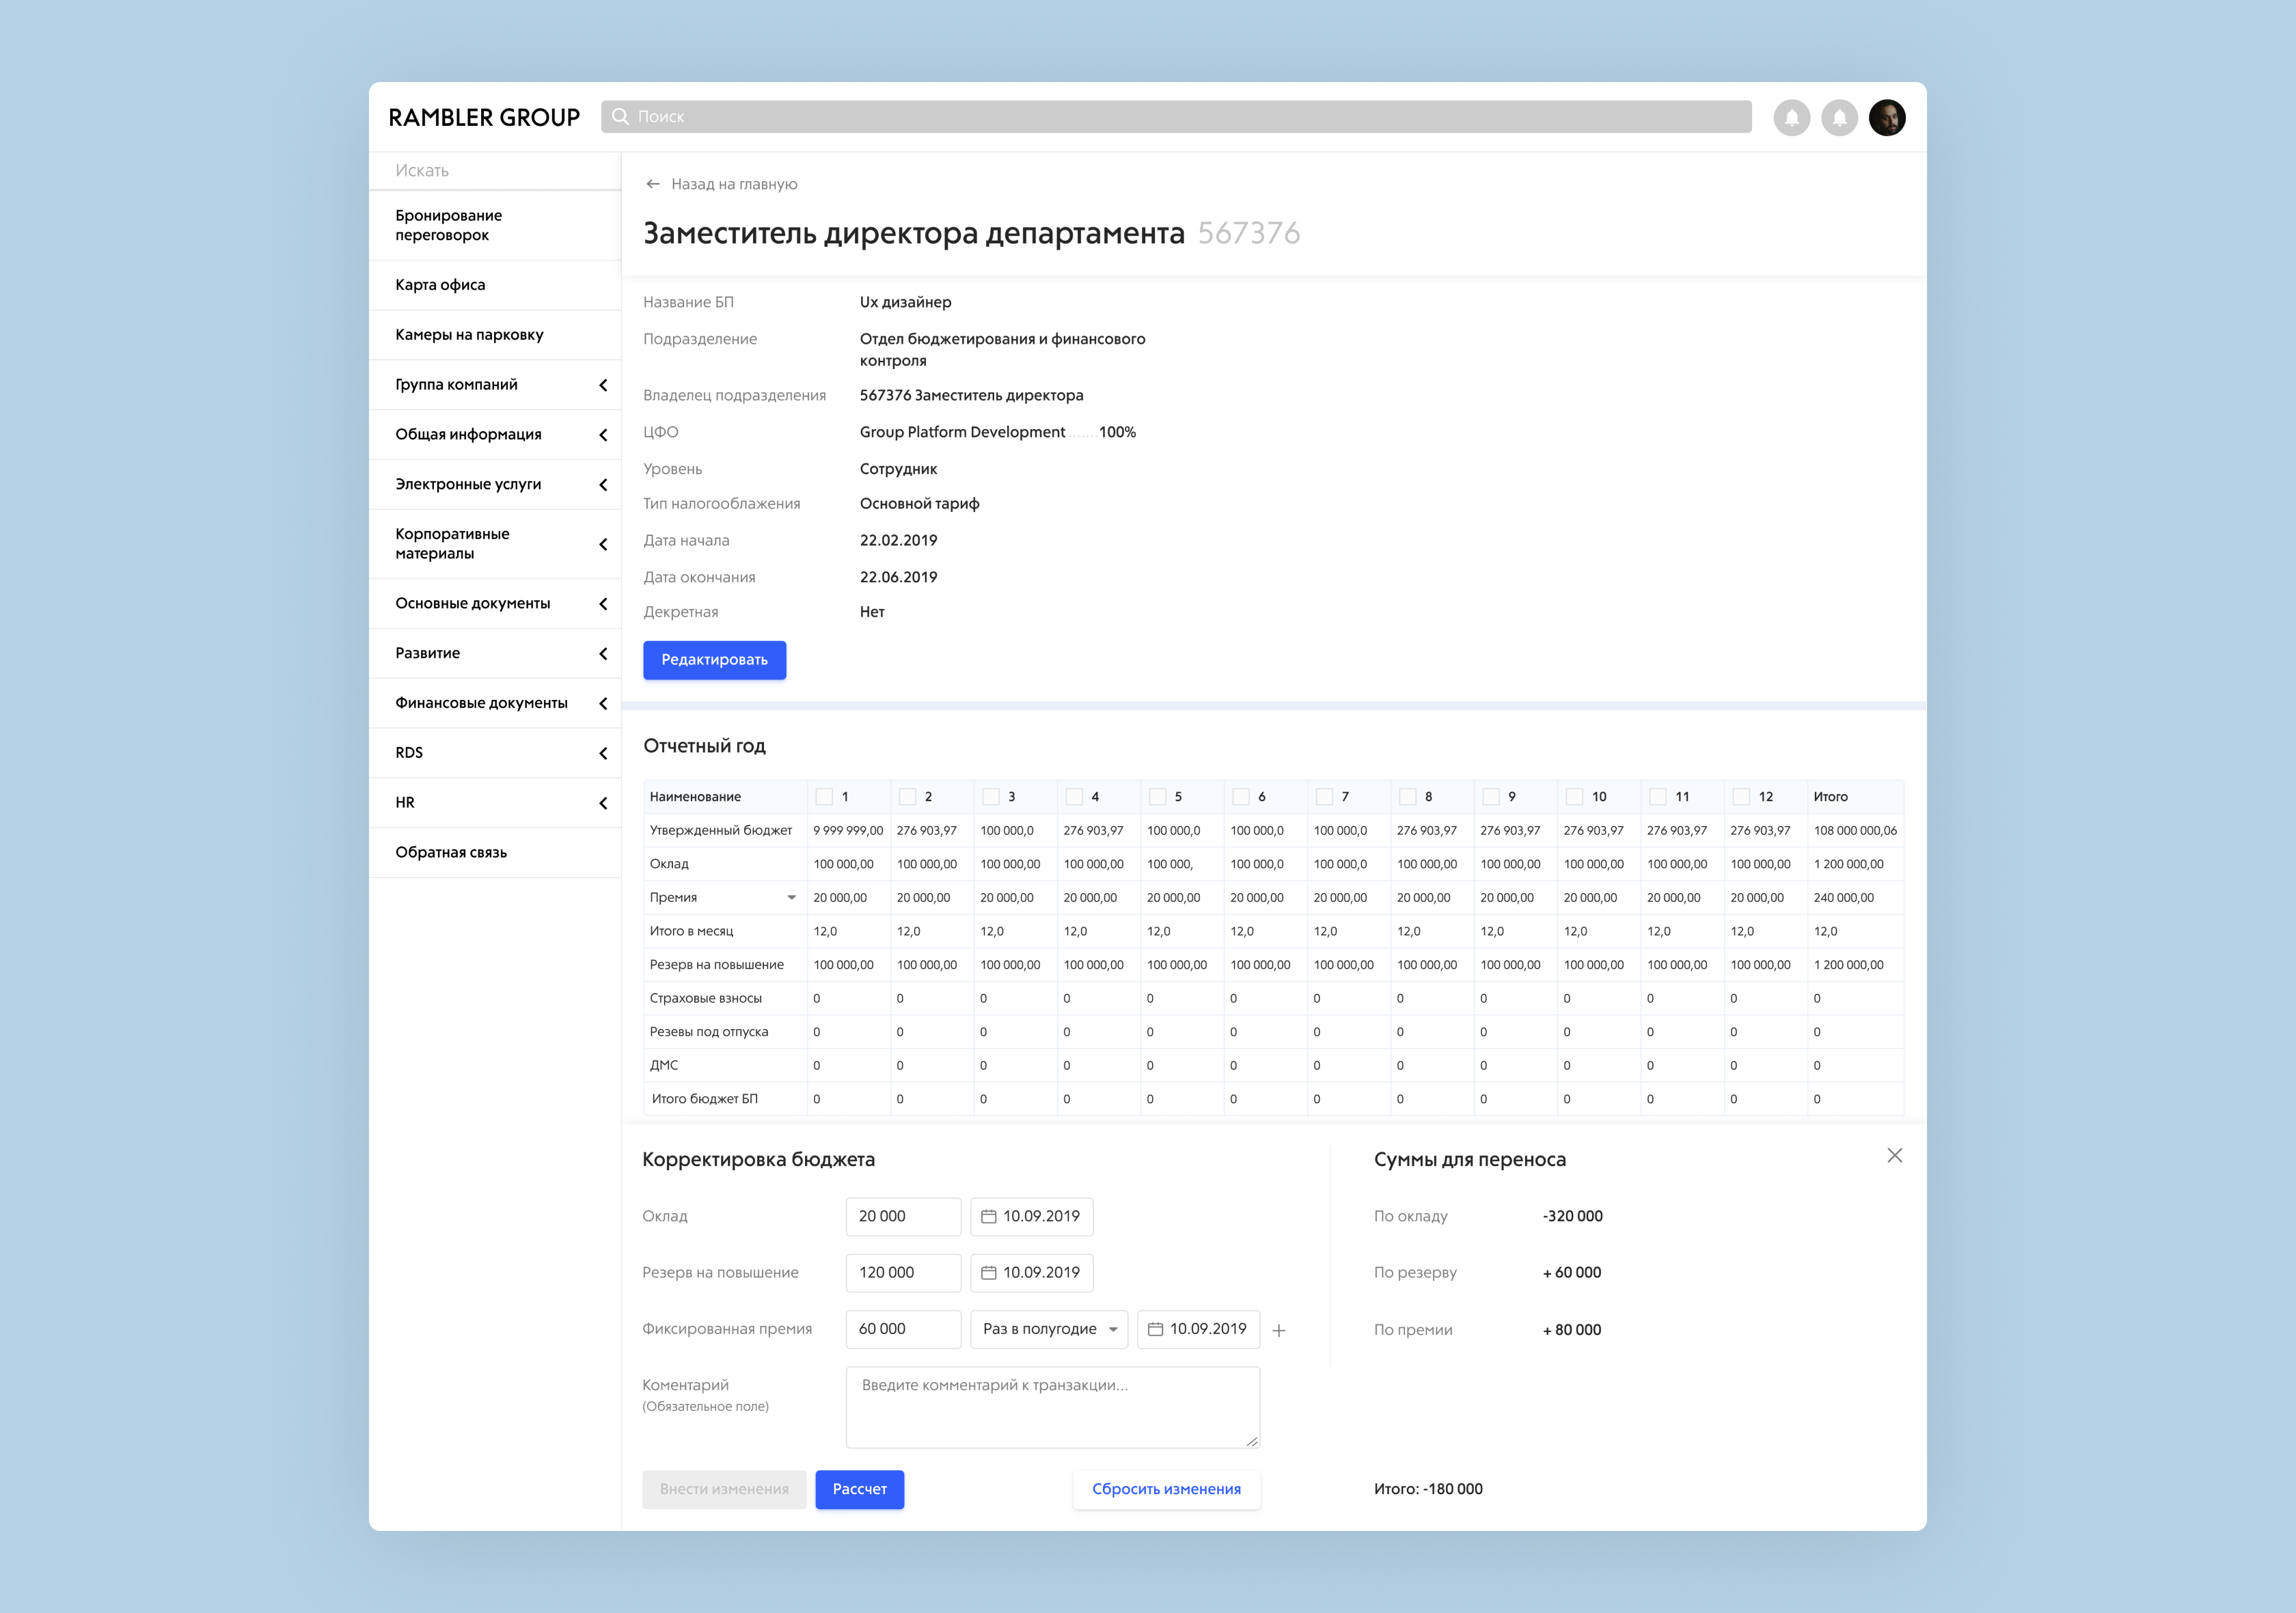 RAMBLER GROUP
Поиск
Искать
Бронирование
переговорок
Карта офиса
Камеры на парковку
Группа компаний
Общая информация
Электронные услуги
Корпоративные
материалы
Основные документы
Развитие
Финансовые документы
RDS
HR
Обратная связь
Назад на главную
Заместитель директора департамента 567376
Название БП Ux дизайнер
Подразделение Отдел бюджетирования и финансового
контроля
Владелец подразделения 567376 Заместитель директора
ЦФО Group Platform Development ....... 100%
Уровень Сотрудник
Тип налогооблажения Основной тариф
Дата начала 22.02.2019
Дата окончания 22.06.2019
Декретная Нет
Редактировать
Отчетный год
Наименование 1 2 3 4 5 6 7 8 9 10 11 12 Итого
Утвержденный бюджет 9 999 999,00 276 903,97 100 000,0 276 903,97 100 000,0 100 000,0 100 000,0 276 903,97 276 903,97 276 903,97 276 903,97 276 903,97 108 000 000,06
Оклад 100 000,00 100 000,00 100 000,00 100 000,00 100 000, 100 000,0 100 000,0 100 000,00 100 000,00 100 000,00 100 000,00 100 000,00 1 200 000,00
Премия 20 000,00 20 000,00 20 000,00 20 000,00 20 000,00 20 000,00 20 000,00 20 000,00 20 000,00 20 000,00 20 000,00 20 000,00 240 000,00
Итого в месяц 12,0 12,0 12,0 12,0 12,0 12,0 12,0 12,0 12,0 12,0 12,0 12,0 12,0
Резерв на повышение 100 000,00 100 000,00 100 000,00 100 000,00 100 000,00 100 000,00 100 000,00 100 000,00 100 000,00 100 000,00 100 000,00 100 000,00 1 200 000,00
Страховые взносы 0 0 0 0 0 0 0 0 0 0 0 0 0
Резевы под отпуска 0 0 0 0 0 0 0 0 0 0 0 0 0
ДМС 0 0 0 0 0 0 0 0 0 0 0 0 0
Итого бюджет БП 0 0 0 0 0 0 0 0 0 0 0 0 0
Корректировка бюджета
Оклад 20 000 10.09.2019
Резерв на повышение 120 000 10.09.2019
Фиксированная премия 60 000 Раз в полугодие 10.09.2019
Коментарий
(Обязательное поле)
Введите комментарий к транзакции...
Внести изменения Рассчет Сбросить изменения
Суммы для переноса
По окладу -320 000
По резерву + 60 000
По премии + 80 000
Итого: -180 000